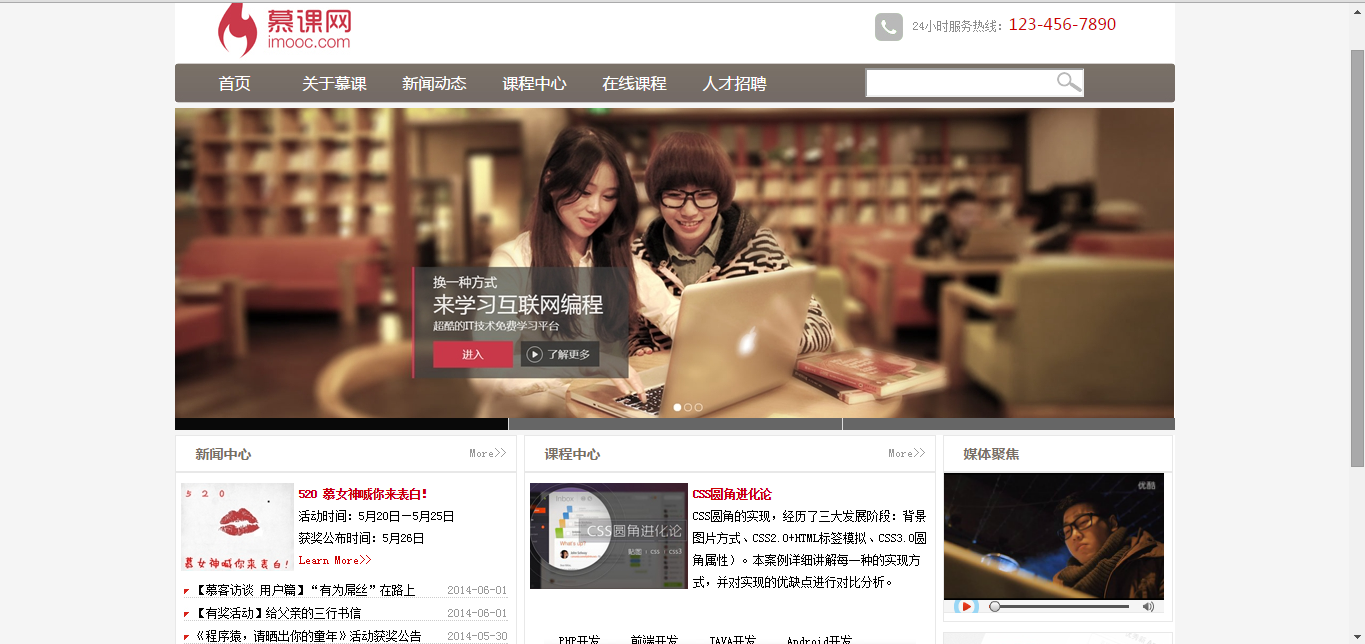 慕课网
imooc.com
24小时服务热线：123-456-7890
首页 关于慕课 新闻动态 课程中心 在线课程 人才招聘
换一种方式
来学习互联网编程
超酷的IT技术免费学习平台
进入 了解更多
新闻中心 More>>
520
慕女神喊你来表白！
520 慕女神喊你来表白！
活动时间：5月20日—5月25日
获奖公布时间：5月26日
Learn More>>
【慕客访谈 用户篇】“有为屌丝”在路上 2014-06-01
【有奖活动】给父亲的三行书信 2014-06-01
《程序猿，请晒出你的童年》活动获奖公告 2014-05-30
课程中心 More>>
Inbox
What's up?
CSS圆角进化论
贴图 | CSS | CSS3
CSS圆角进化论
CSS圆角的实现，经历了三大发展阶段：背景
图片方式、CSS2.0+HTML标签模拟、CSS3.0圆
角属性）。本案例详细讲解每一种的实现方
式，并对实现的优缺点进行对比分析。
PHP开发 前端开发 JAVA开发 Android开发
媒体聚焦
优酷